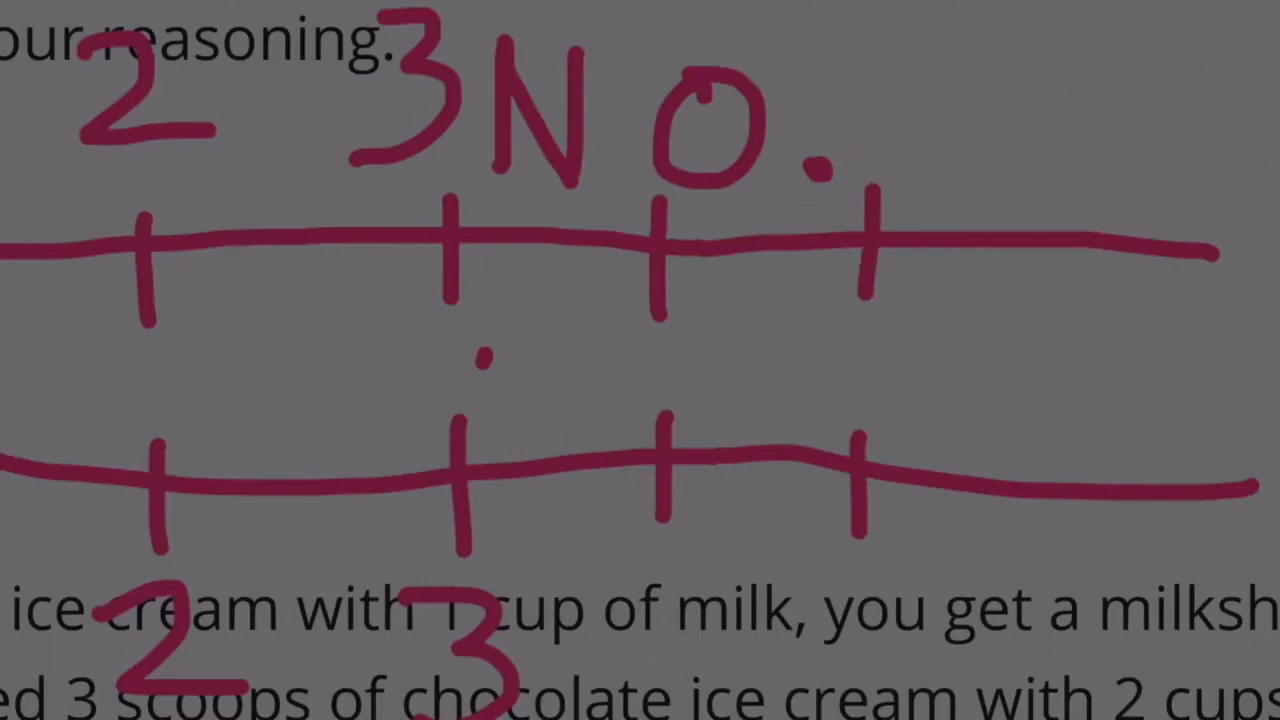 our reasoning.
2 3 NO.
ice cream with 1 cup of milk, you get a milksh
2 3
ed 3 scoops of chocolate ice cream with 2 cups